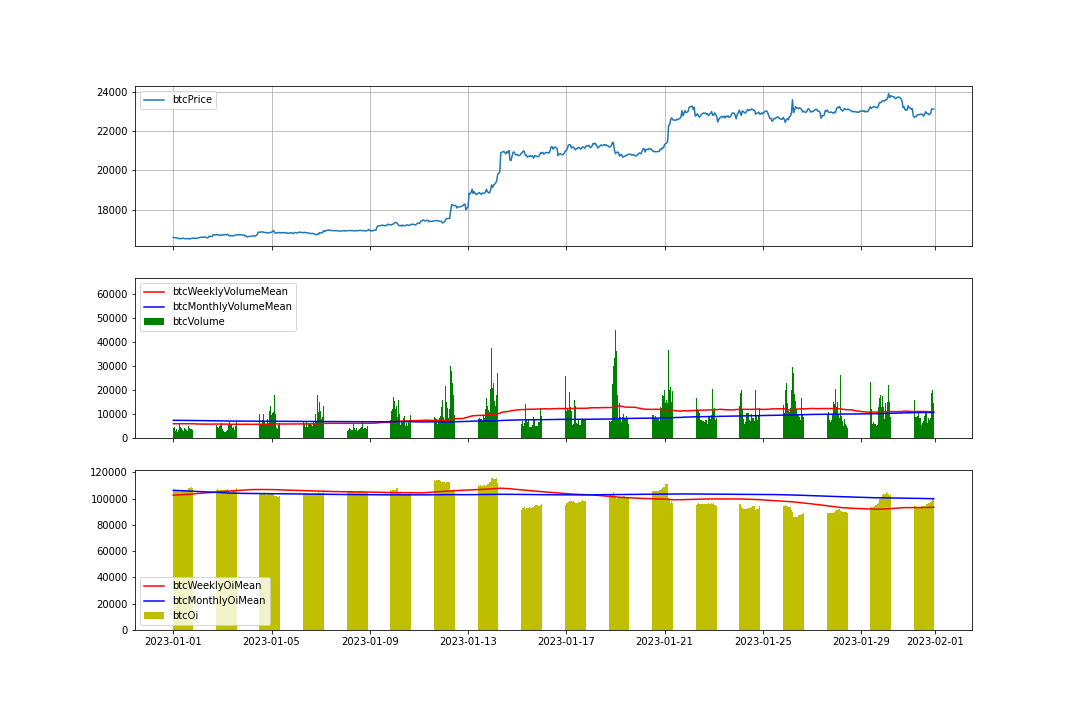 24000
22000
20000
18000
btcPrice
60000
50000
40000
30000
20000
10000
0
btcWeeklyVolumeMean
btcMonthlyVolumeMean
btcVolume
120000
100000
80000
60000
40000
20000
0
btcWeeklyOiMean
btcMonthlyOiMean
btcOi
2023-01-01 2023-01-05 2023-01-09 2023-01-13 2023-01-17 2023-01-21 2023-01-25 2023-01-29 2023-02-01